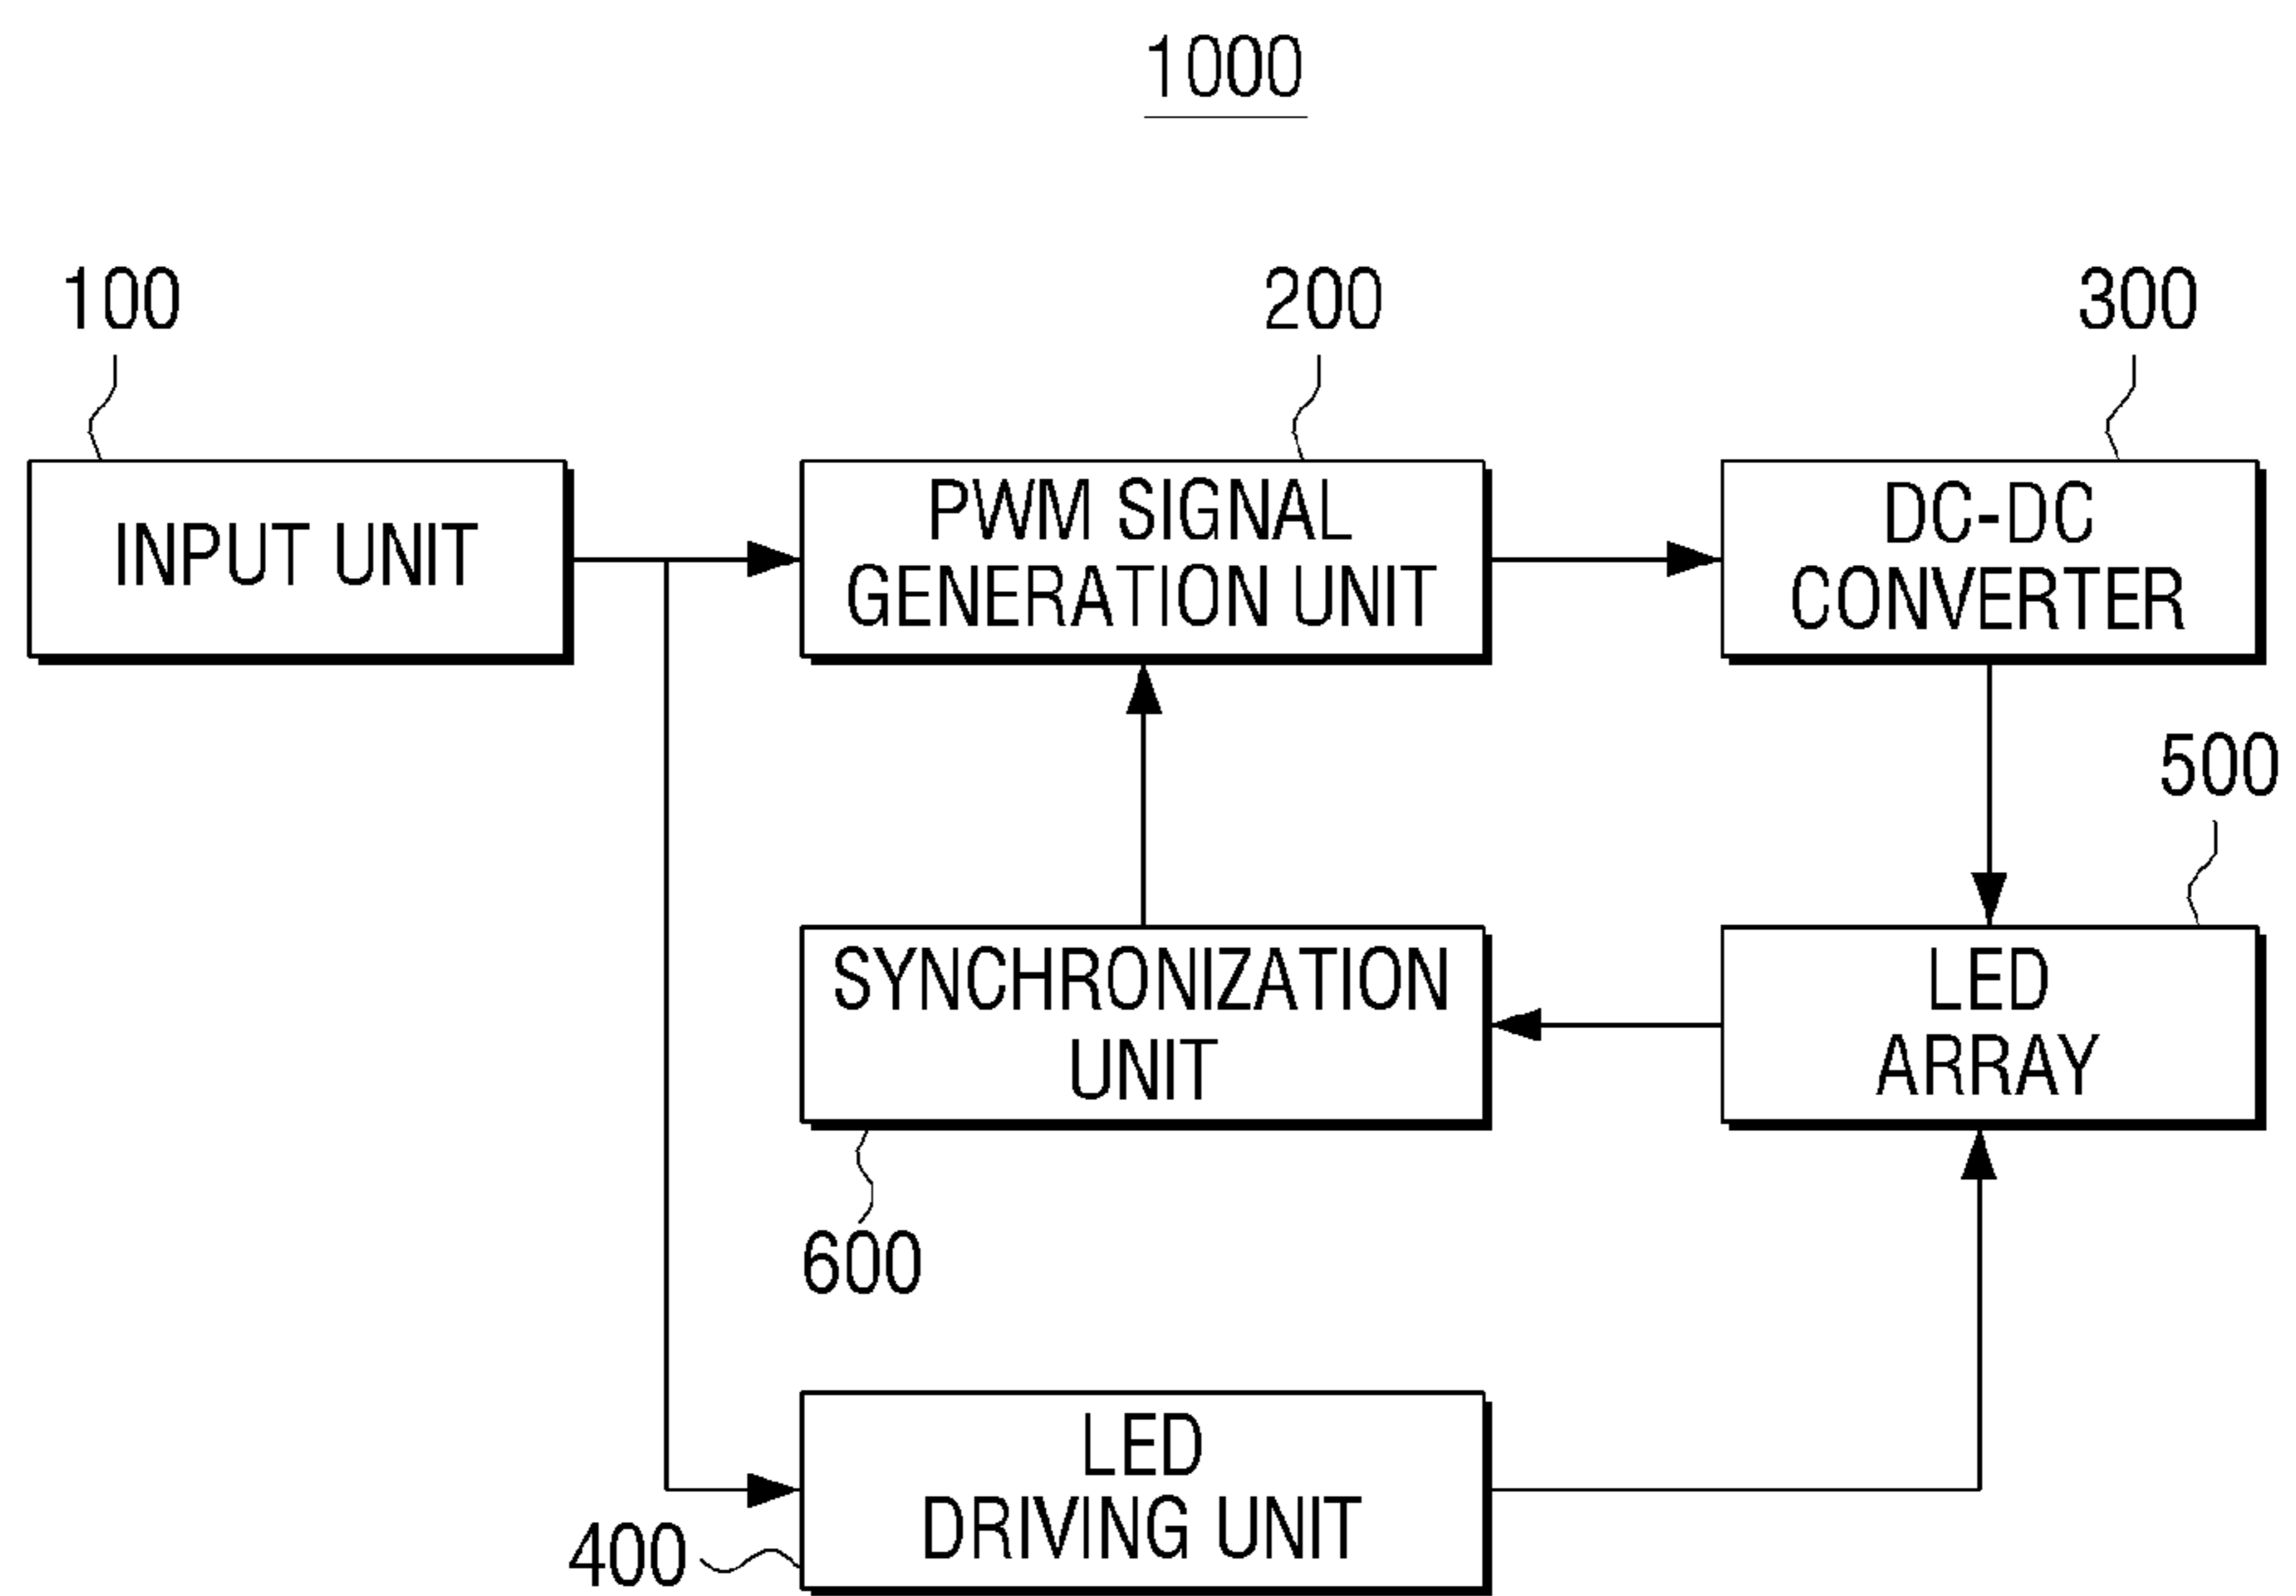 1000
100
200
300
INPUT UNIT
PWM SIGNAL
GENERATION UNIT
DC-DC
CONVERTER
500
SYNCHRONIZATION
UNIT
LED
ARRAY
600
LED
DRIVING UNIT
400